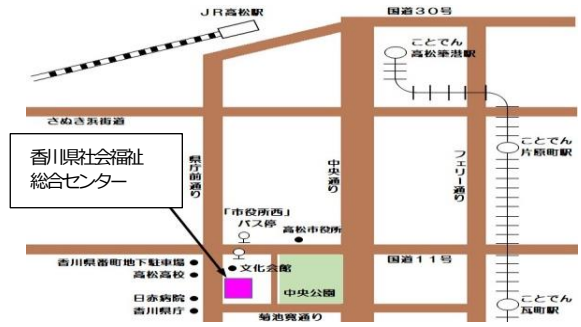 JR高松駅
国道30号
ことでん
高松築港駅
さぬき浜街道
香川県社会福祉
総合センター
県庁前通り
中央通り
フェリー通り
ことでん
片原町駅
「市役所西」
バス停
高松市役所
香川県番町地下駐車場
文化会館
国道11号
高松高校
日赤病院
中央公園
ことでん
瓦町駅
香川県庁
菊池寛通り